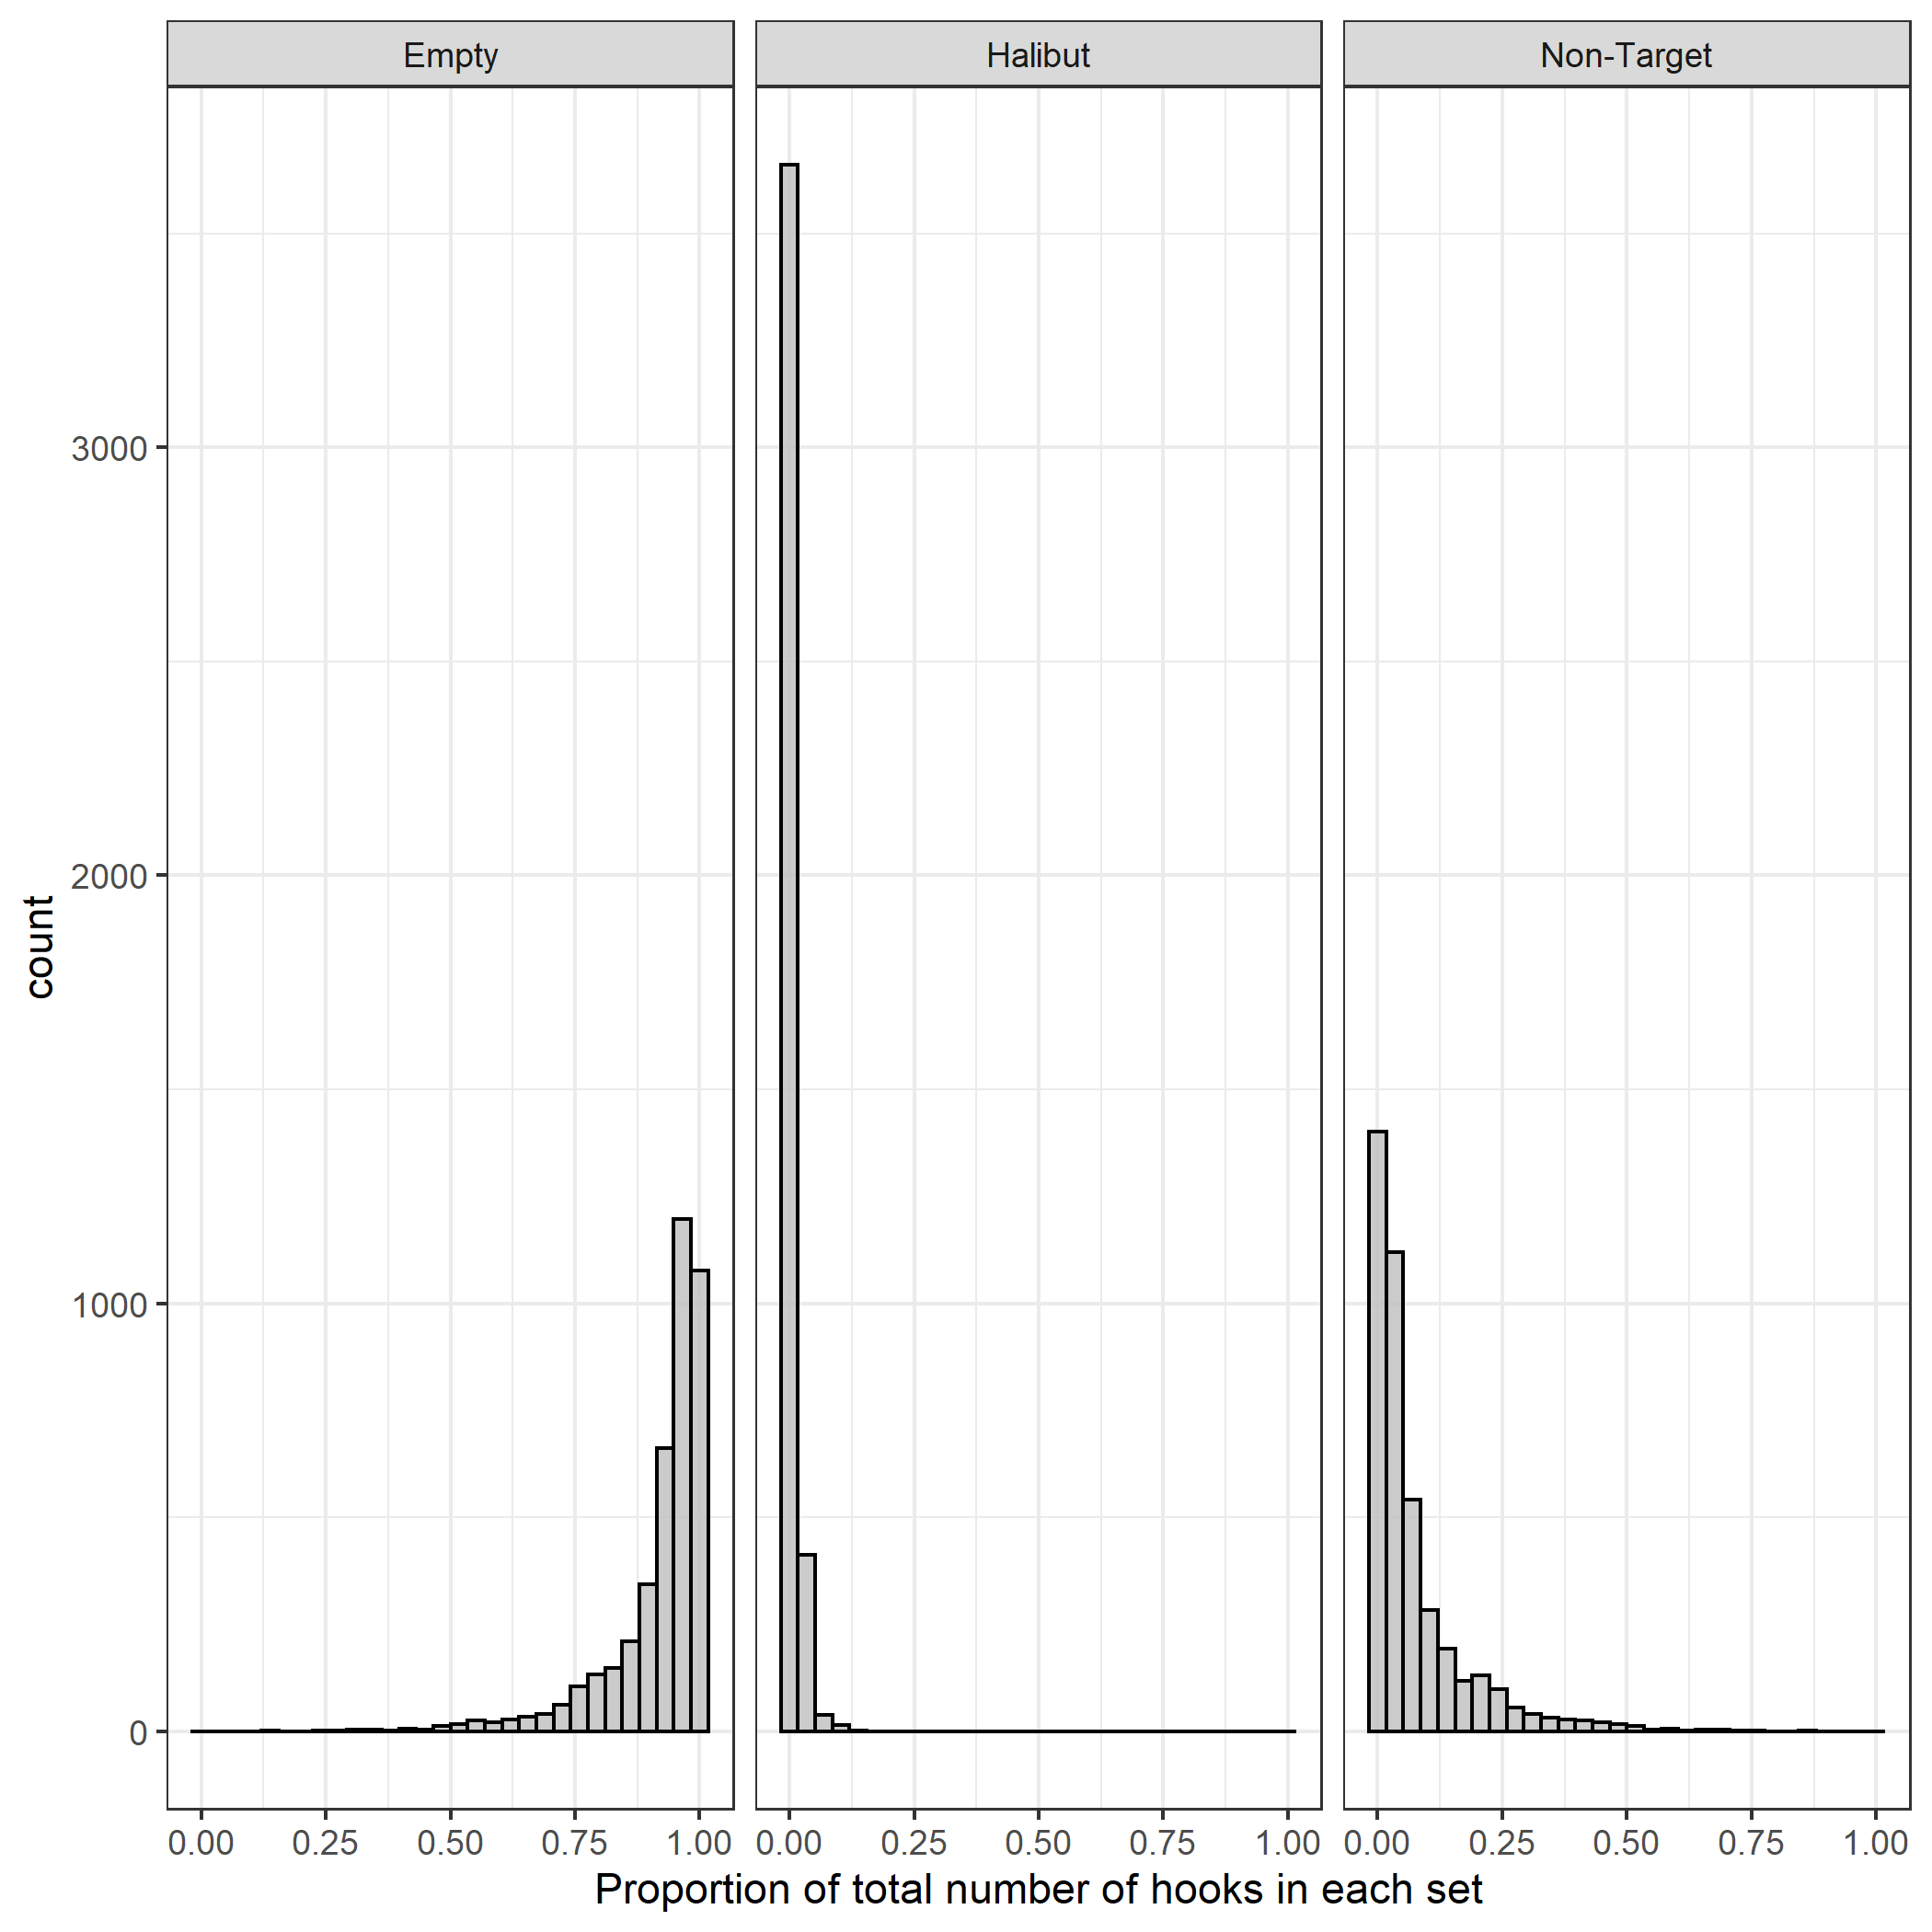 Empty Halibut Non-Target
3000
2000
1000
0
count
0.00 0.25 0.50 0.75 1.00 0.00 0.25 0.50 0.75 1.00 0.00 0.25 0.50 0.75 1.00
Proportion of total number of hooks in each set